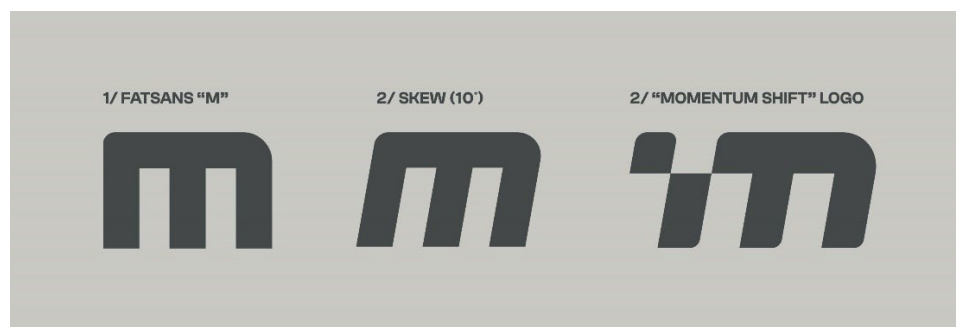 1/ FATSANS “M”
2/ SKEW (10°)
2/ “MOMENTUM SHIFT” LOGO
m
m
m